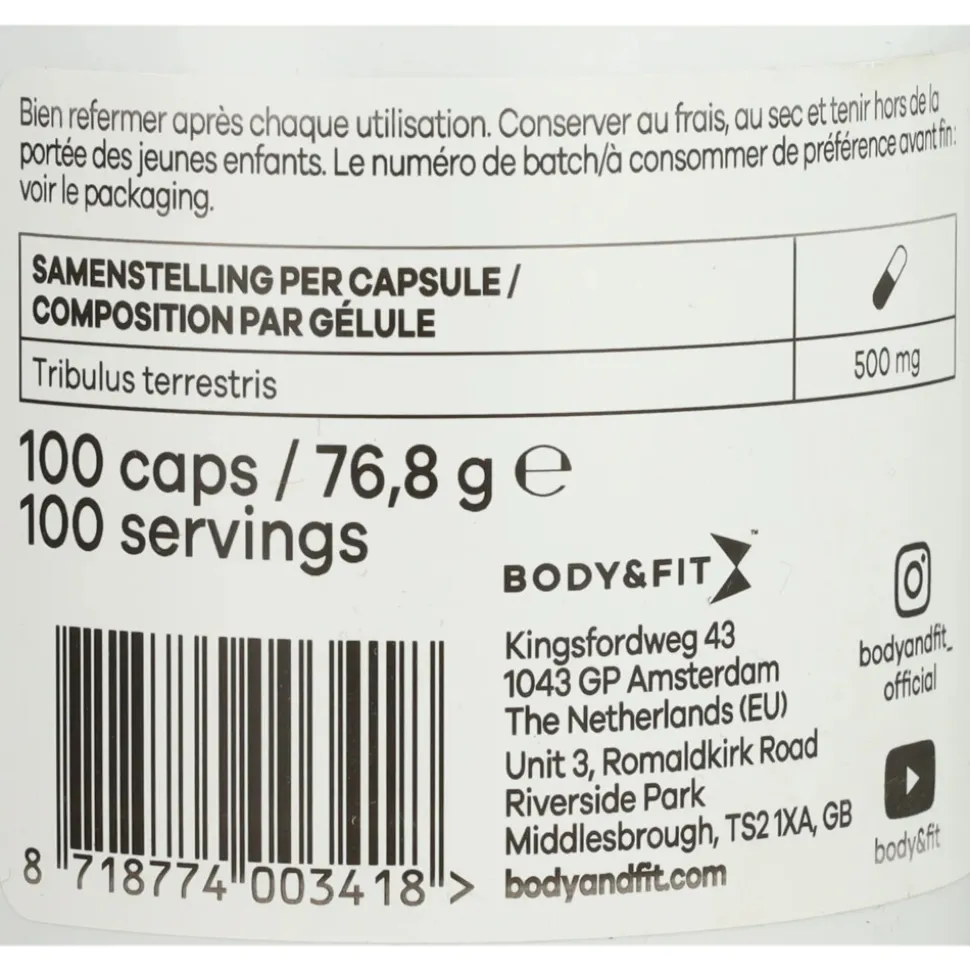 Bien refermer après chaque utilisation. Conserver au frais, au sec et tenir hors de la
portée des jeunes enfants. Le numéro de batch/à consommer de préférence avant fin:
voir le packaging.
SAMENSTELLING PER CAPSULE /
COMPOSITION PAR GÉLULE
Tribulus terrestris 500 mg
100 caps / 76,8 g ℮
100 servings
BODY&FIT™
Kingsfordweg 43
1043 GP Amsterdam
The Netherlands (EU)
Unit 3, Romaldkirk Road
Riverside Park
Middlesbrough, TS2 1XA, GB
bodyandfit.com
bodyandfit_
official
body&fit
8 718774 003418 >